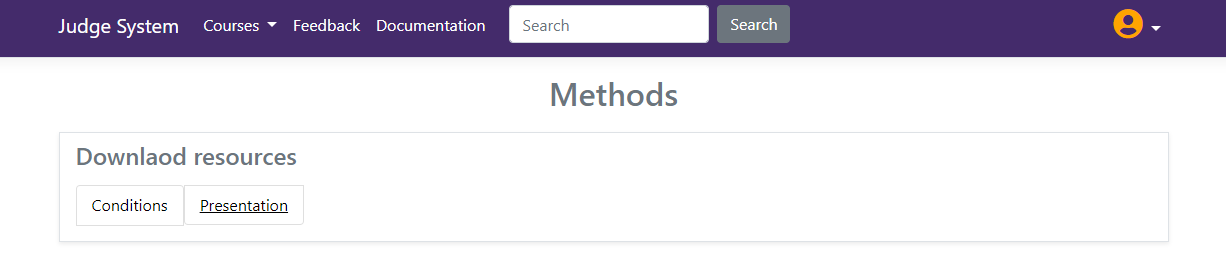 Judge System Courses Feedback Documentation Search Search
Methods
Downlaod resources
Conditions Presentation